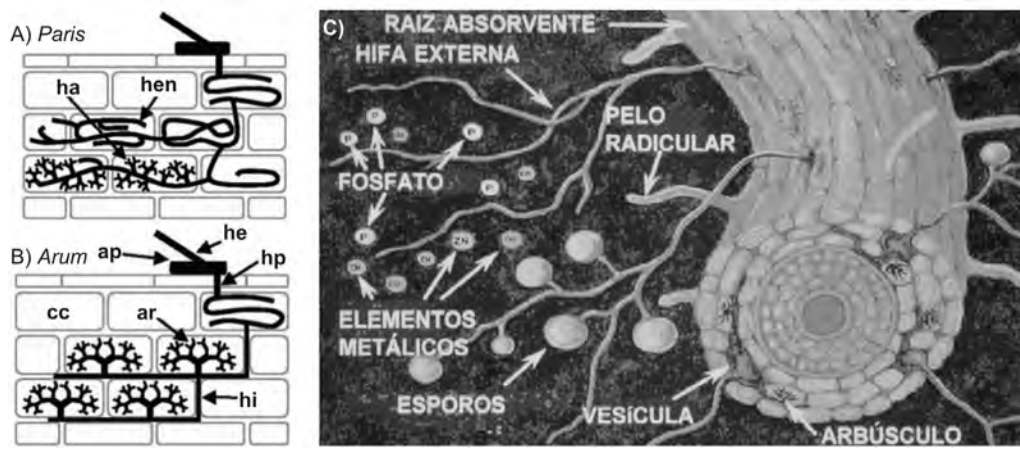 A) Paris
ha
hen
B) Arum
ap
he
hp
cc
ar
hi
C)
RAIZ ABSORVENTE
HIFA EXTERNA
PELO
RADICULAR
P
P
P
P
P
FOSFATO
ZN
ELEMENTOS
METÁLICOS
ESPOROS
VESÍCULA
ARBÚSCULO